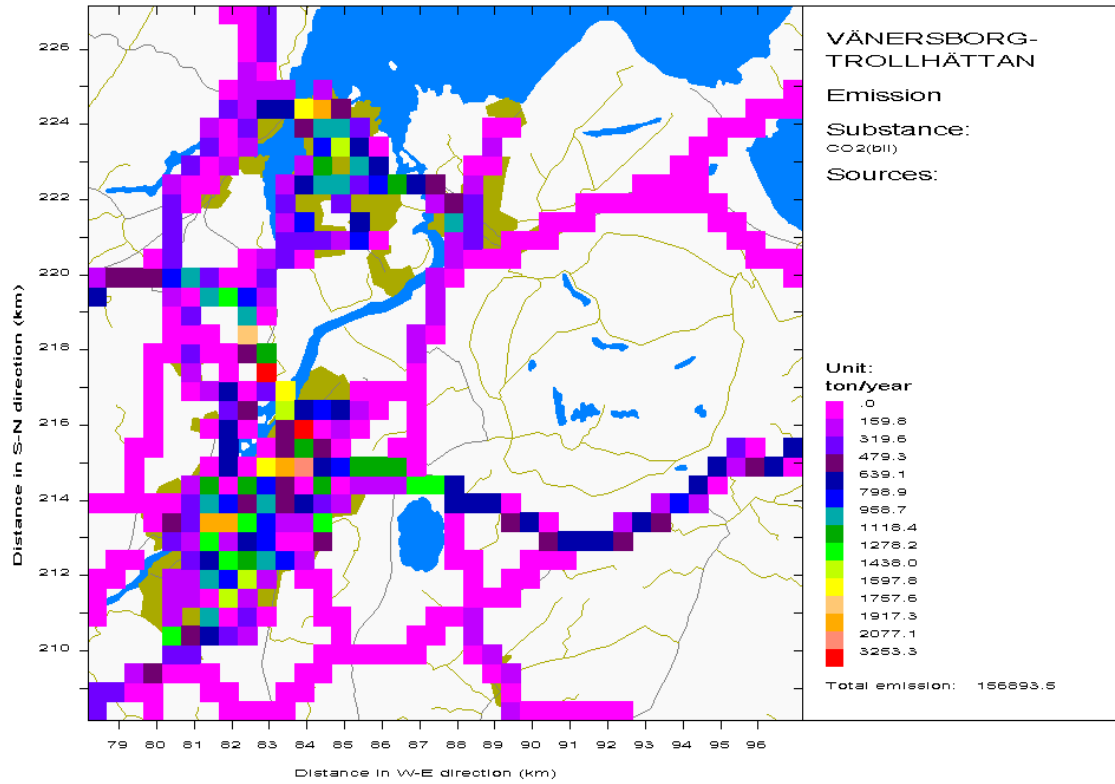 VÄNERSBORG-
TROLLHÄTTAN
Emission
Substance:
CO2(bil)
Sources:
226
224
222
220
218
216
214
212
210
Distance in S-N direction (km)
Unit:
ton/year
.0
159.8
319.6
479.3
639.1
798.9
958.7
1118.4
1278.2
1438.0
1597.8
1757.6
1917.3
2077.1
3253.3
Total emission: 156893.5
79 80 81 82 83 84 85 86 87 88 89 90 91 92 93 94 95 96
Distance in W-E direction (km)